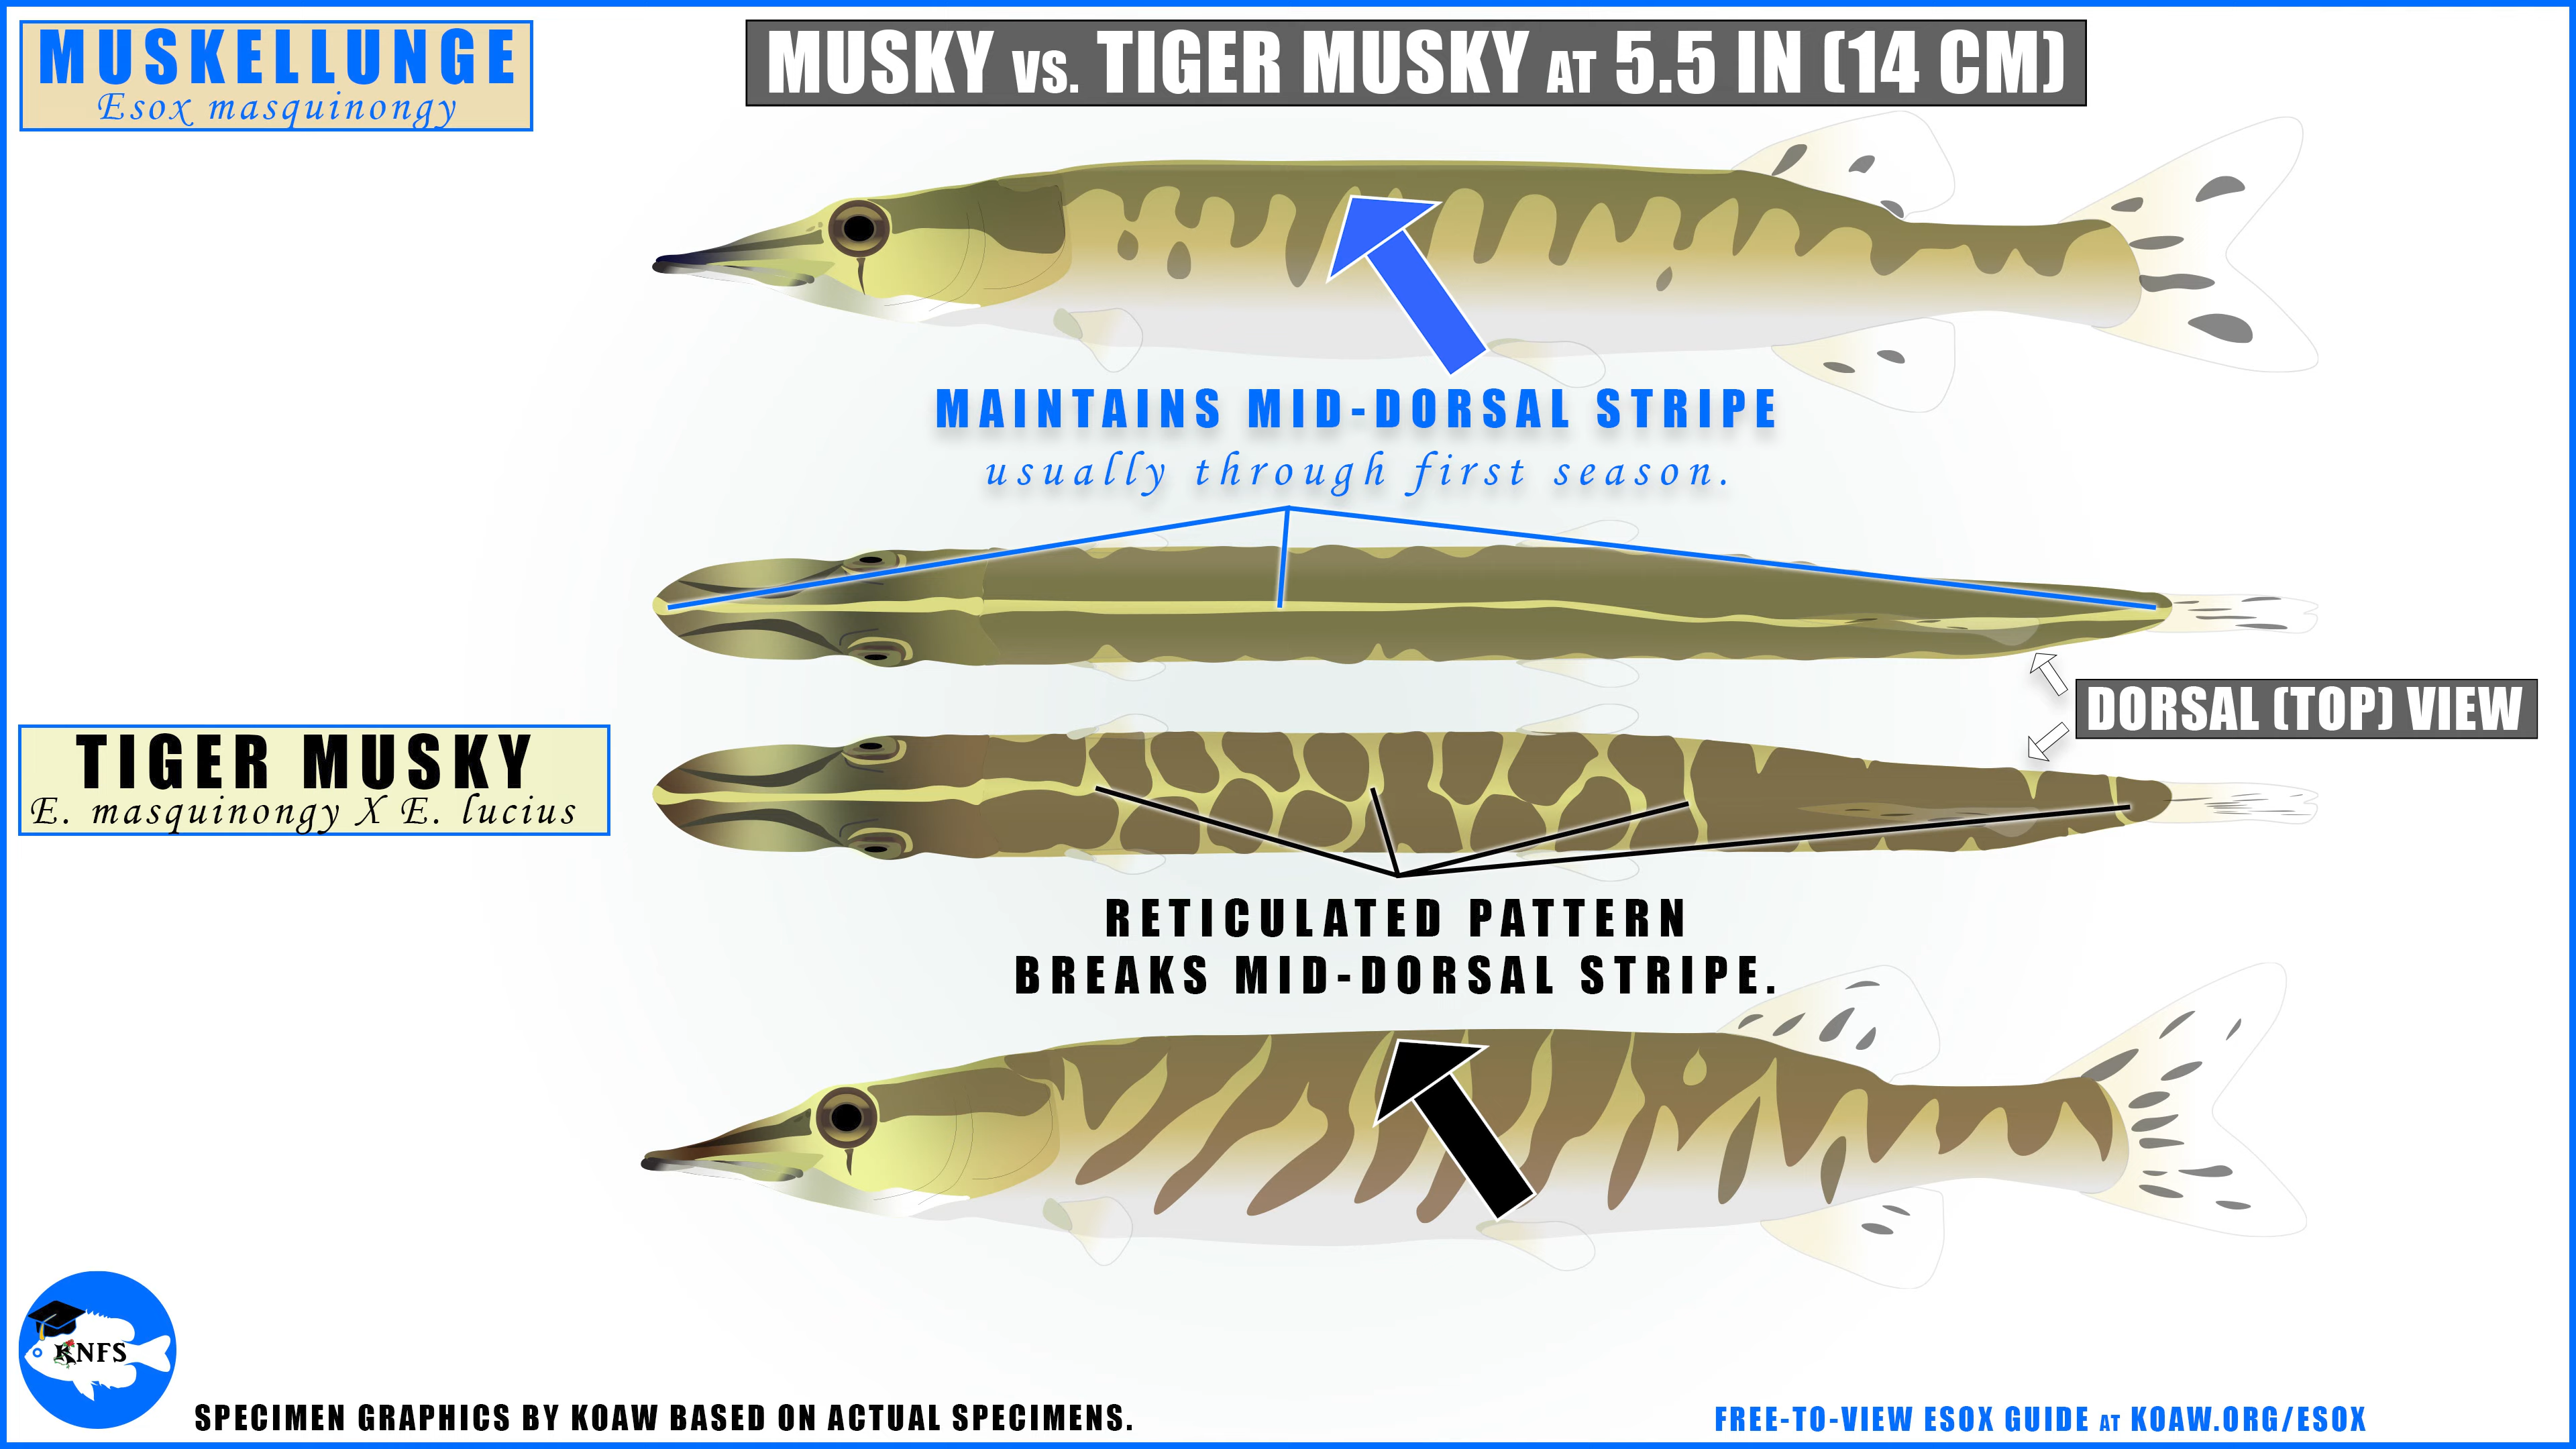 MUSKELLUNGE
Esox masquinongy
MUSKY VS. TIGER MUSKY AT 5.5 IN (14 CM)
MAINTAINS MID-DORSAL STRIPE
usually through first season.
DORSAL (TOP) VIEW
TIGER MUSKY
E. masquinongy X E. lucius
RETICULATED PATTERN
BREAKS MID-DORSAL STRIPE.
KNFS
SPECIMEN GRAPHICS BY KOAW BASED ON ACTUAL SPECIMENS.
FREE-TO-VIEW ESOX GUIDE AT KOAW.ORG/ESOX